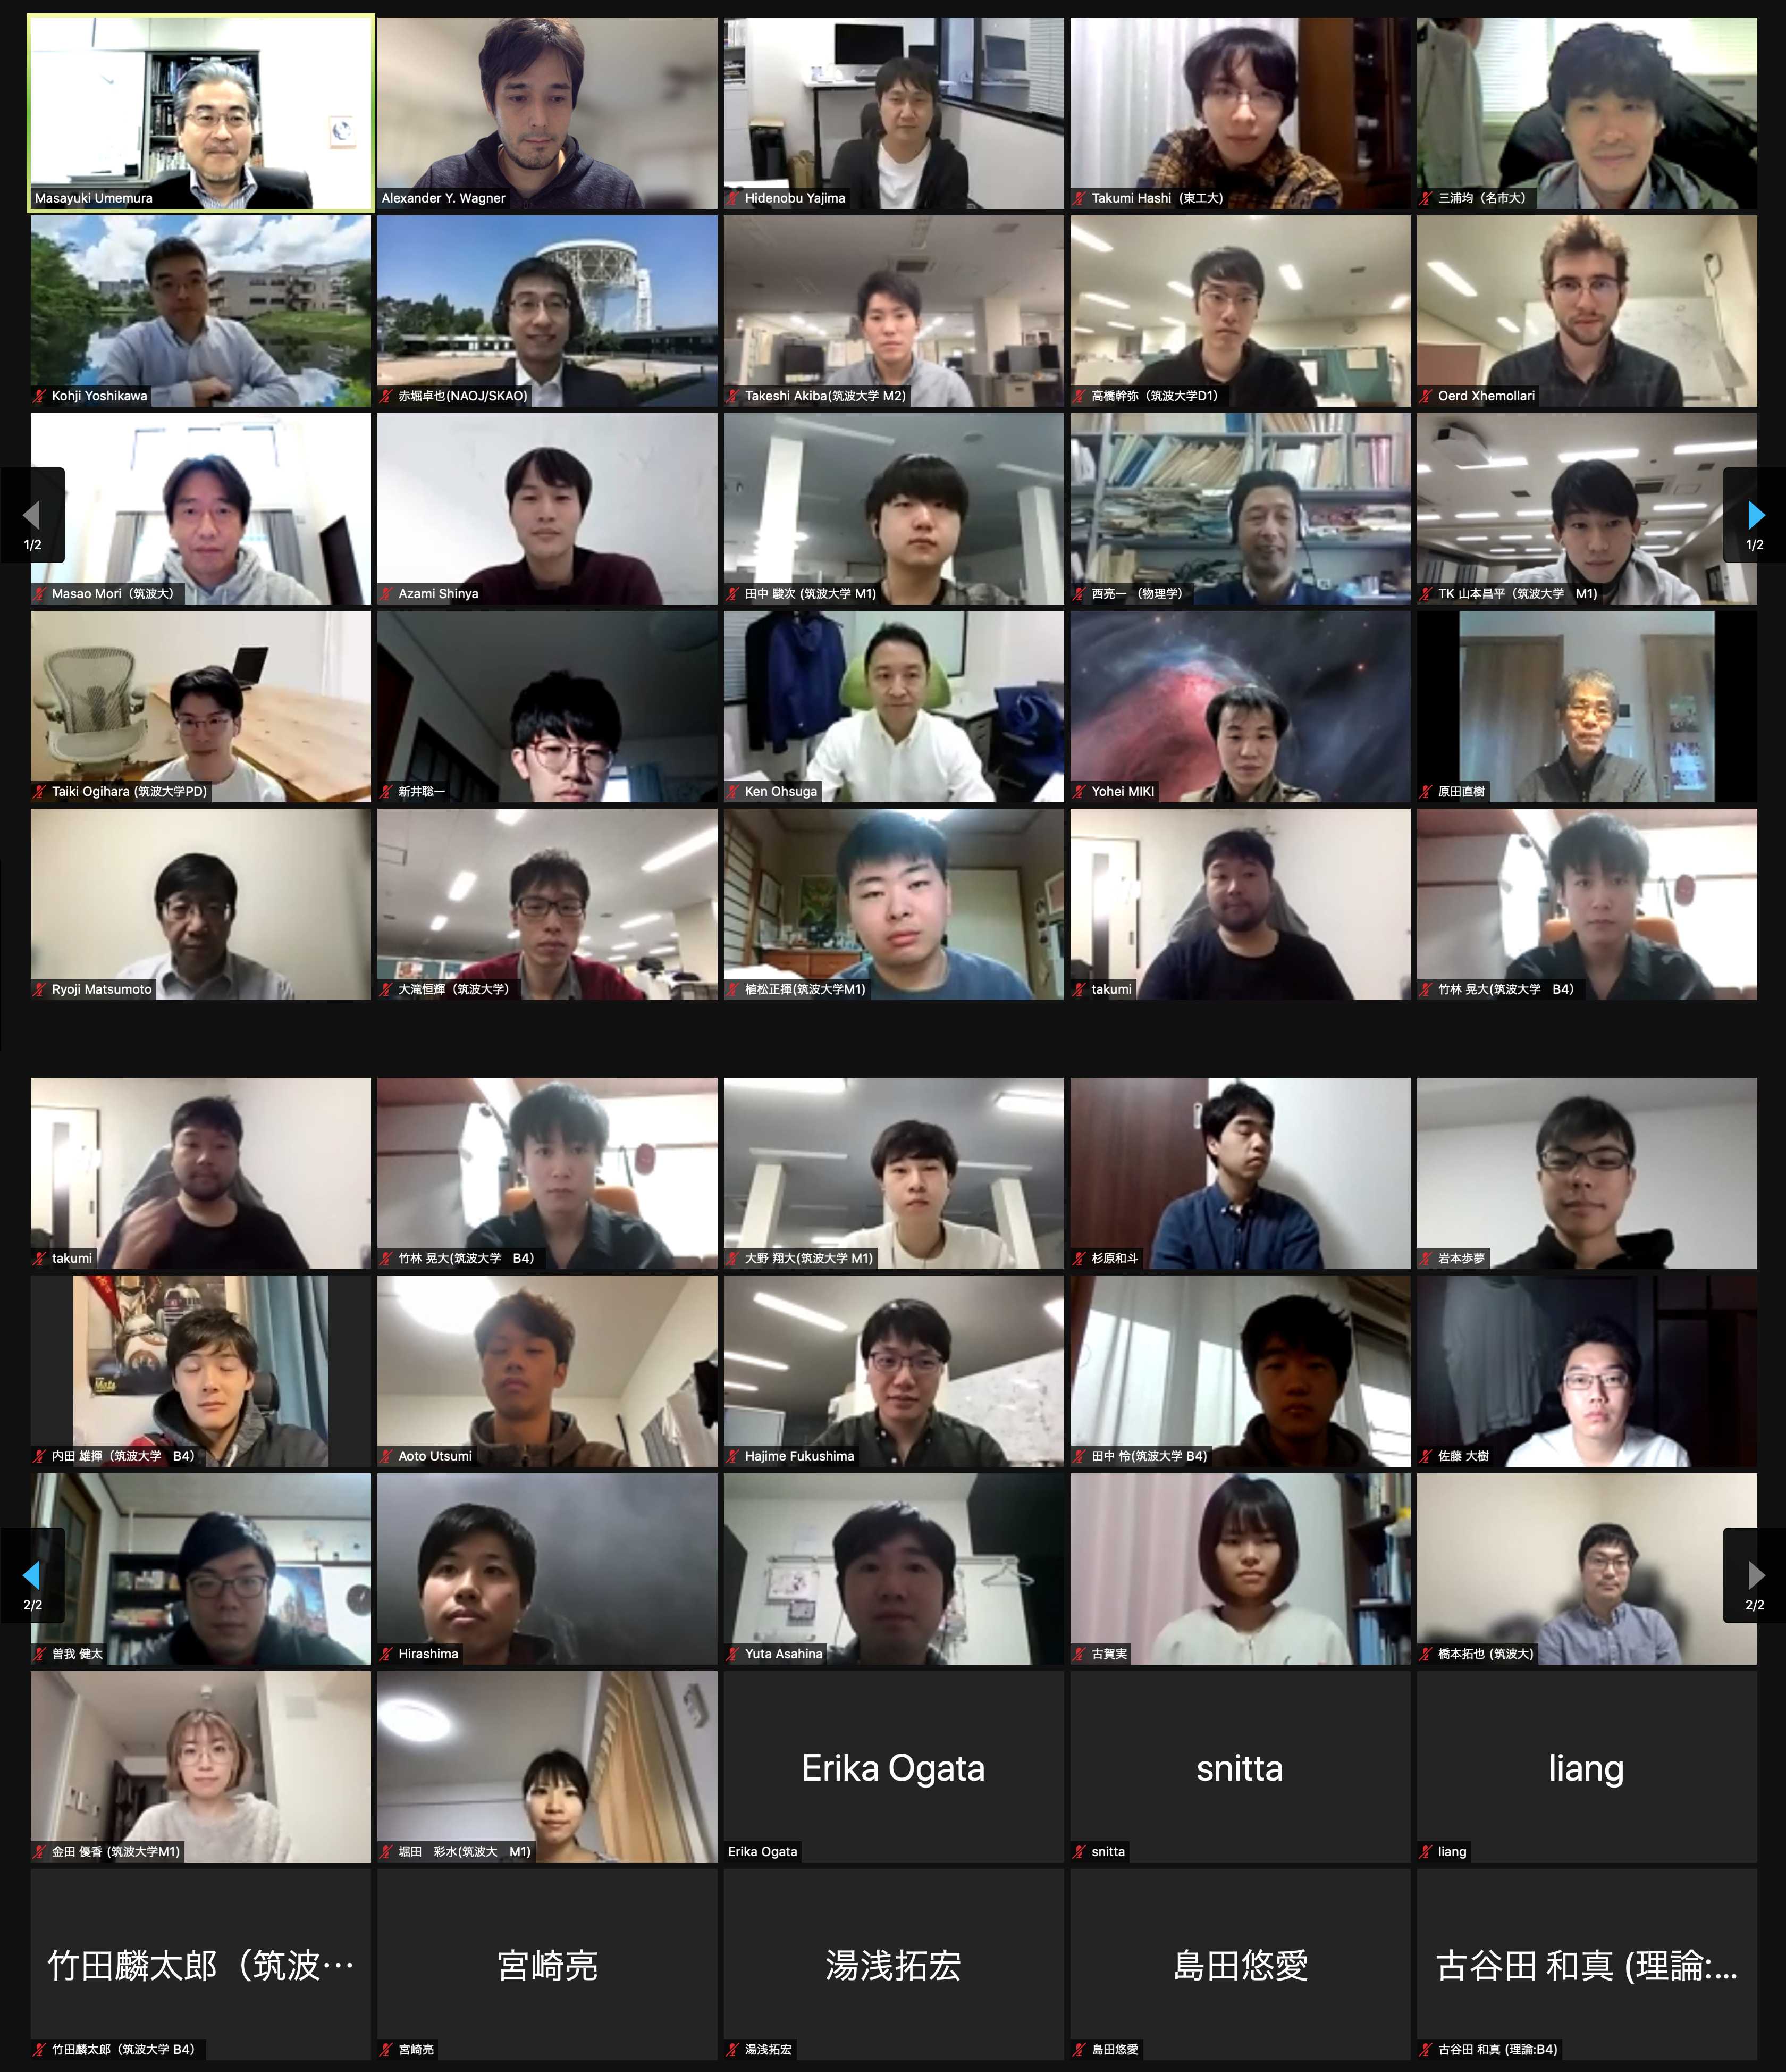 Masayuki Umemura
Alexander Y. Wagner
Hidenobu Yajima
Takumi Hashi (東工大)
三浦均（名市大）
Kohji Yoshikawa
赤堀卓也(NAOJ/SKAO)
Takeshi Akiba(筑波大学 M2)
高橋幹弥（筑波大学D1）
Oerd Xhemollari
1/2
1/2
Masao Mori（筑波大）
Azami Shinya
田中 駿次 (筑波大学 M1)
西亮一 （物理学）
TK 山本昌平（筑波大学　M1）
Taiki Ogihara (筑波大学PD)
新井聡一
Ken Ohsuga
Yohei MIKI
原田直樹
Ryoji Matsumoto
大滝恒輝（筑波大学）
植松正揮(筑波大学M1)
takumi
竹林 晃大(筑波大学　B4）
takumi
竹林 晃大(筑波大学　B4）
大野 翔大(筑波大学 M1)
杉原和斗
岩本歩夢
内田 雄揮（筑波大学　B4）
Aoto Utsumi
Hajime Fukushima
田中 怜(筑波大学 B4)
佐藤 大樹
2/2
2/2
曽我 健太
Hirashima
Yuta Asahina
古賀実
橋本拓也 (筑波大)
金田 優香 (筑波大学M1)
堀田　彩水(筑波大　M1)
Erika Ogata
Erika Ogata
snitta
snitta
liang
liang
竹田麟太郎（筑波…
竹田麟太郎（筑波大学 B4）
宮崎亮
宮崎亮
湯浅拓宏
湯浅拓宏
島田悠愛
島田悠愛
古谷田 和真 (理論:...
古谷田 和真 (理論:B4)